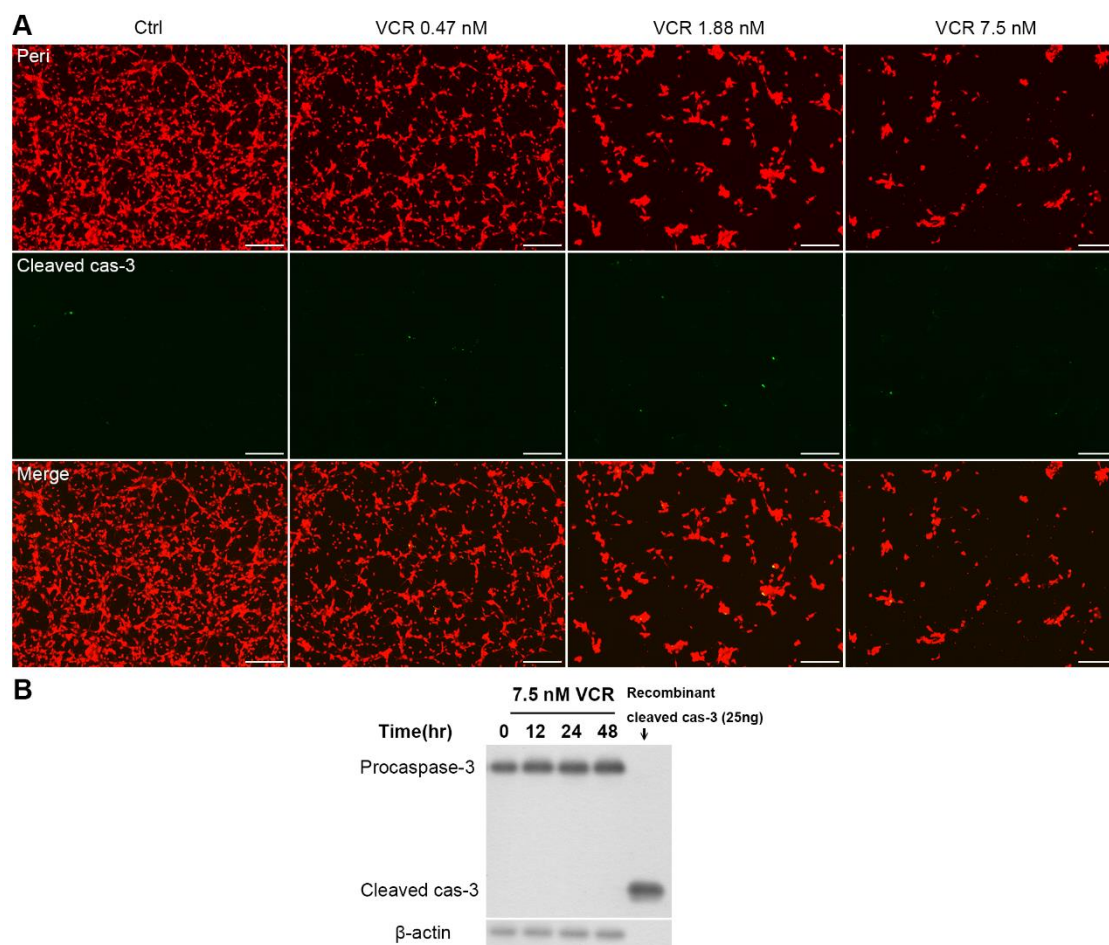 A
Ctrl
VCR 0.47 nM
VCR 1.88 nM
VCR 7.5 nM
Peri
Cleaved cas-3
Merge
B
7.5 nM VCR
Recombinant
cleaved cas-3 (25ng)
Time(hr)
0 12 24 48
Procaspase-3
Cleaved cas-3
β-actin